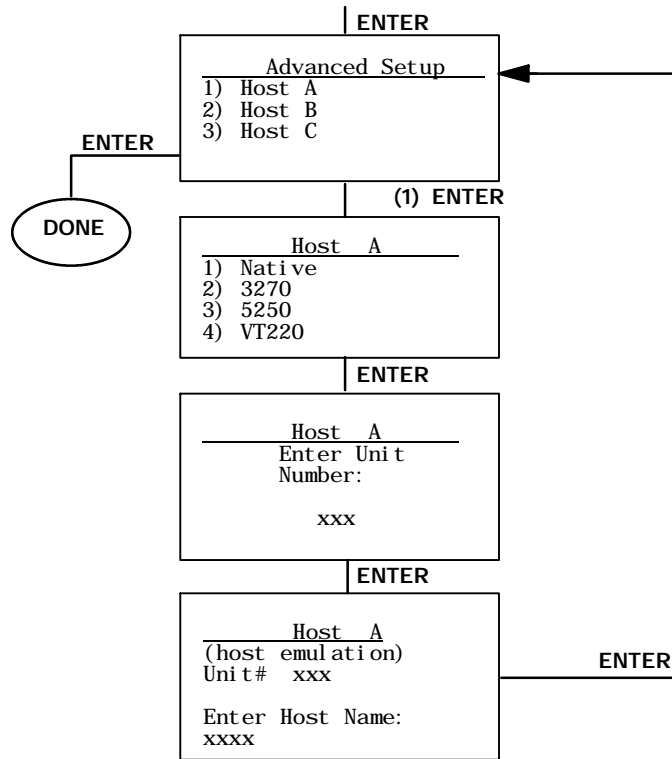 ENTER
Advanced Setup
1) Host A
2) Host B
3) Host C
ENTER
DONE
(1) ENTER
Host A
1) Native
2) 3270
3) 5250
4) VT220
ENTER
Host A
Enter Unit
Number:
xxx
ENTER
Host A
(host emulation)
Unit# xxx
Enter Host Name:
xxxx
ENTER